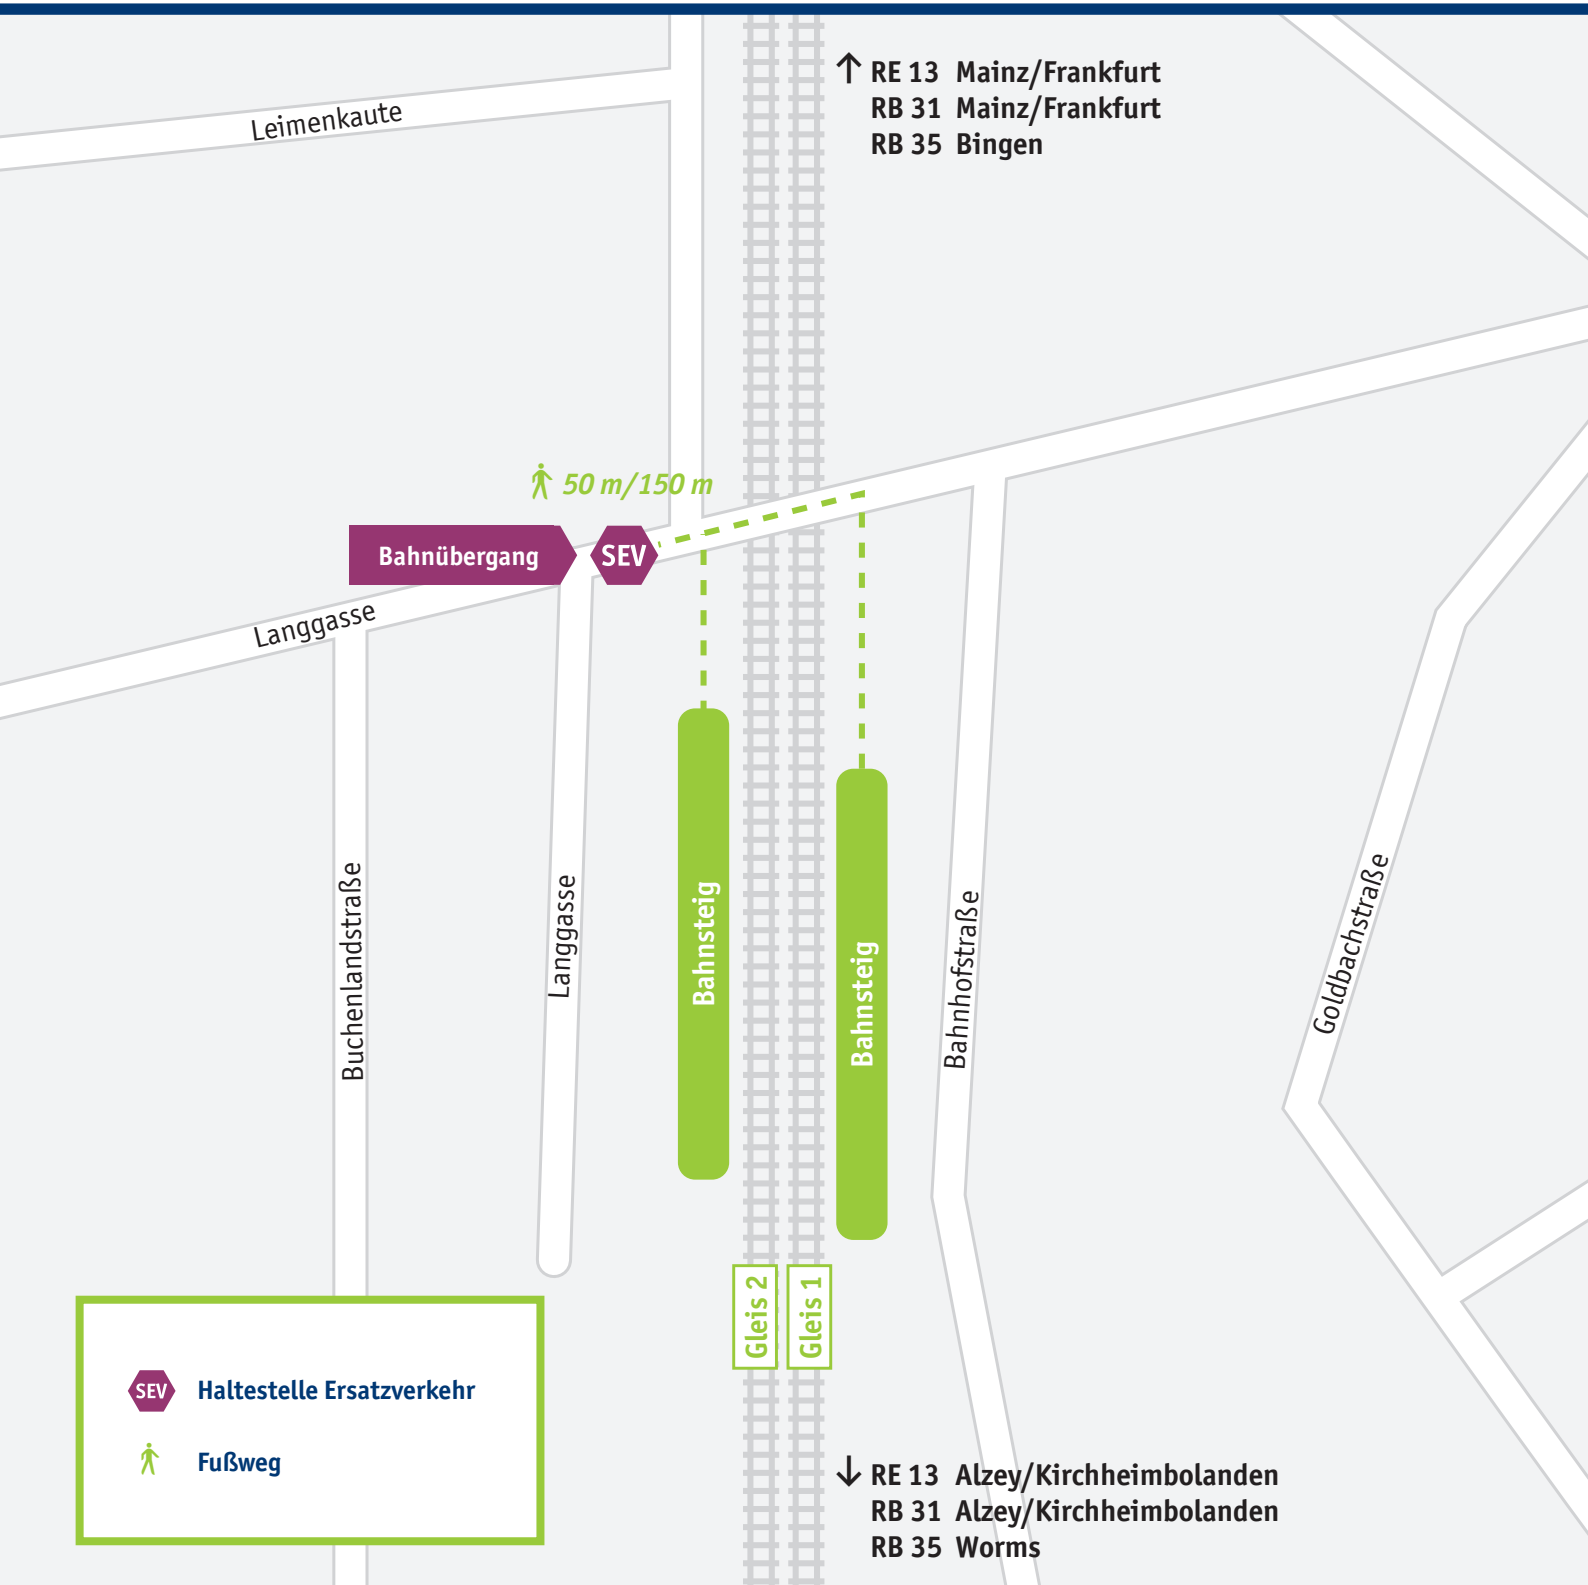 RE 13 Mainz/Frankfurt
RB 31 Mainz/Frankfurt
RB 35 Bingen
Leimenkaute
50 m/150 m
Bahnübergang
SEV
Langgasse
Buchenlandstraße
Langgasse
Bahnsteig
Bahnsteig
Bahnhofstraße
Goldbachstraße
Gleis 2
Gleis 1
SEV Haltestelle Ersatzverkehr
Fußweg
RE 13 Alzey/Kirchheimbolanden
RB 31 Alzey/Kirchheimbolanden
RB 35 Worms